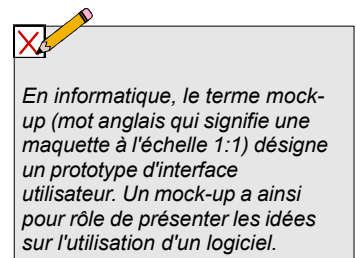 En informatique, le terme mock-
up (mot anglais qui signifie une
maquette à l'échelle 1:1) désigne
un prototype d'interface
utilisateur. Un mock-up a ainsi
pour rôle de présenter les idées
sur l'utilisation d'un logiciel.